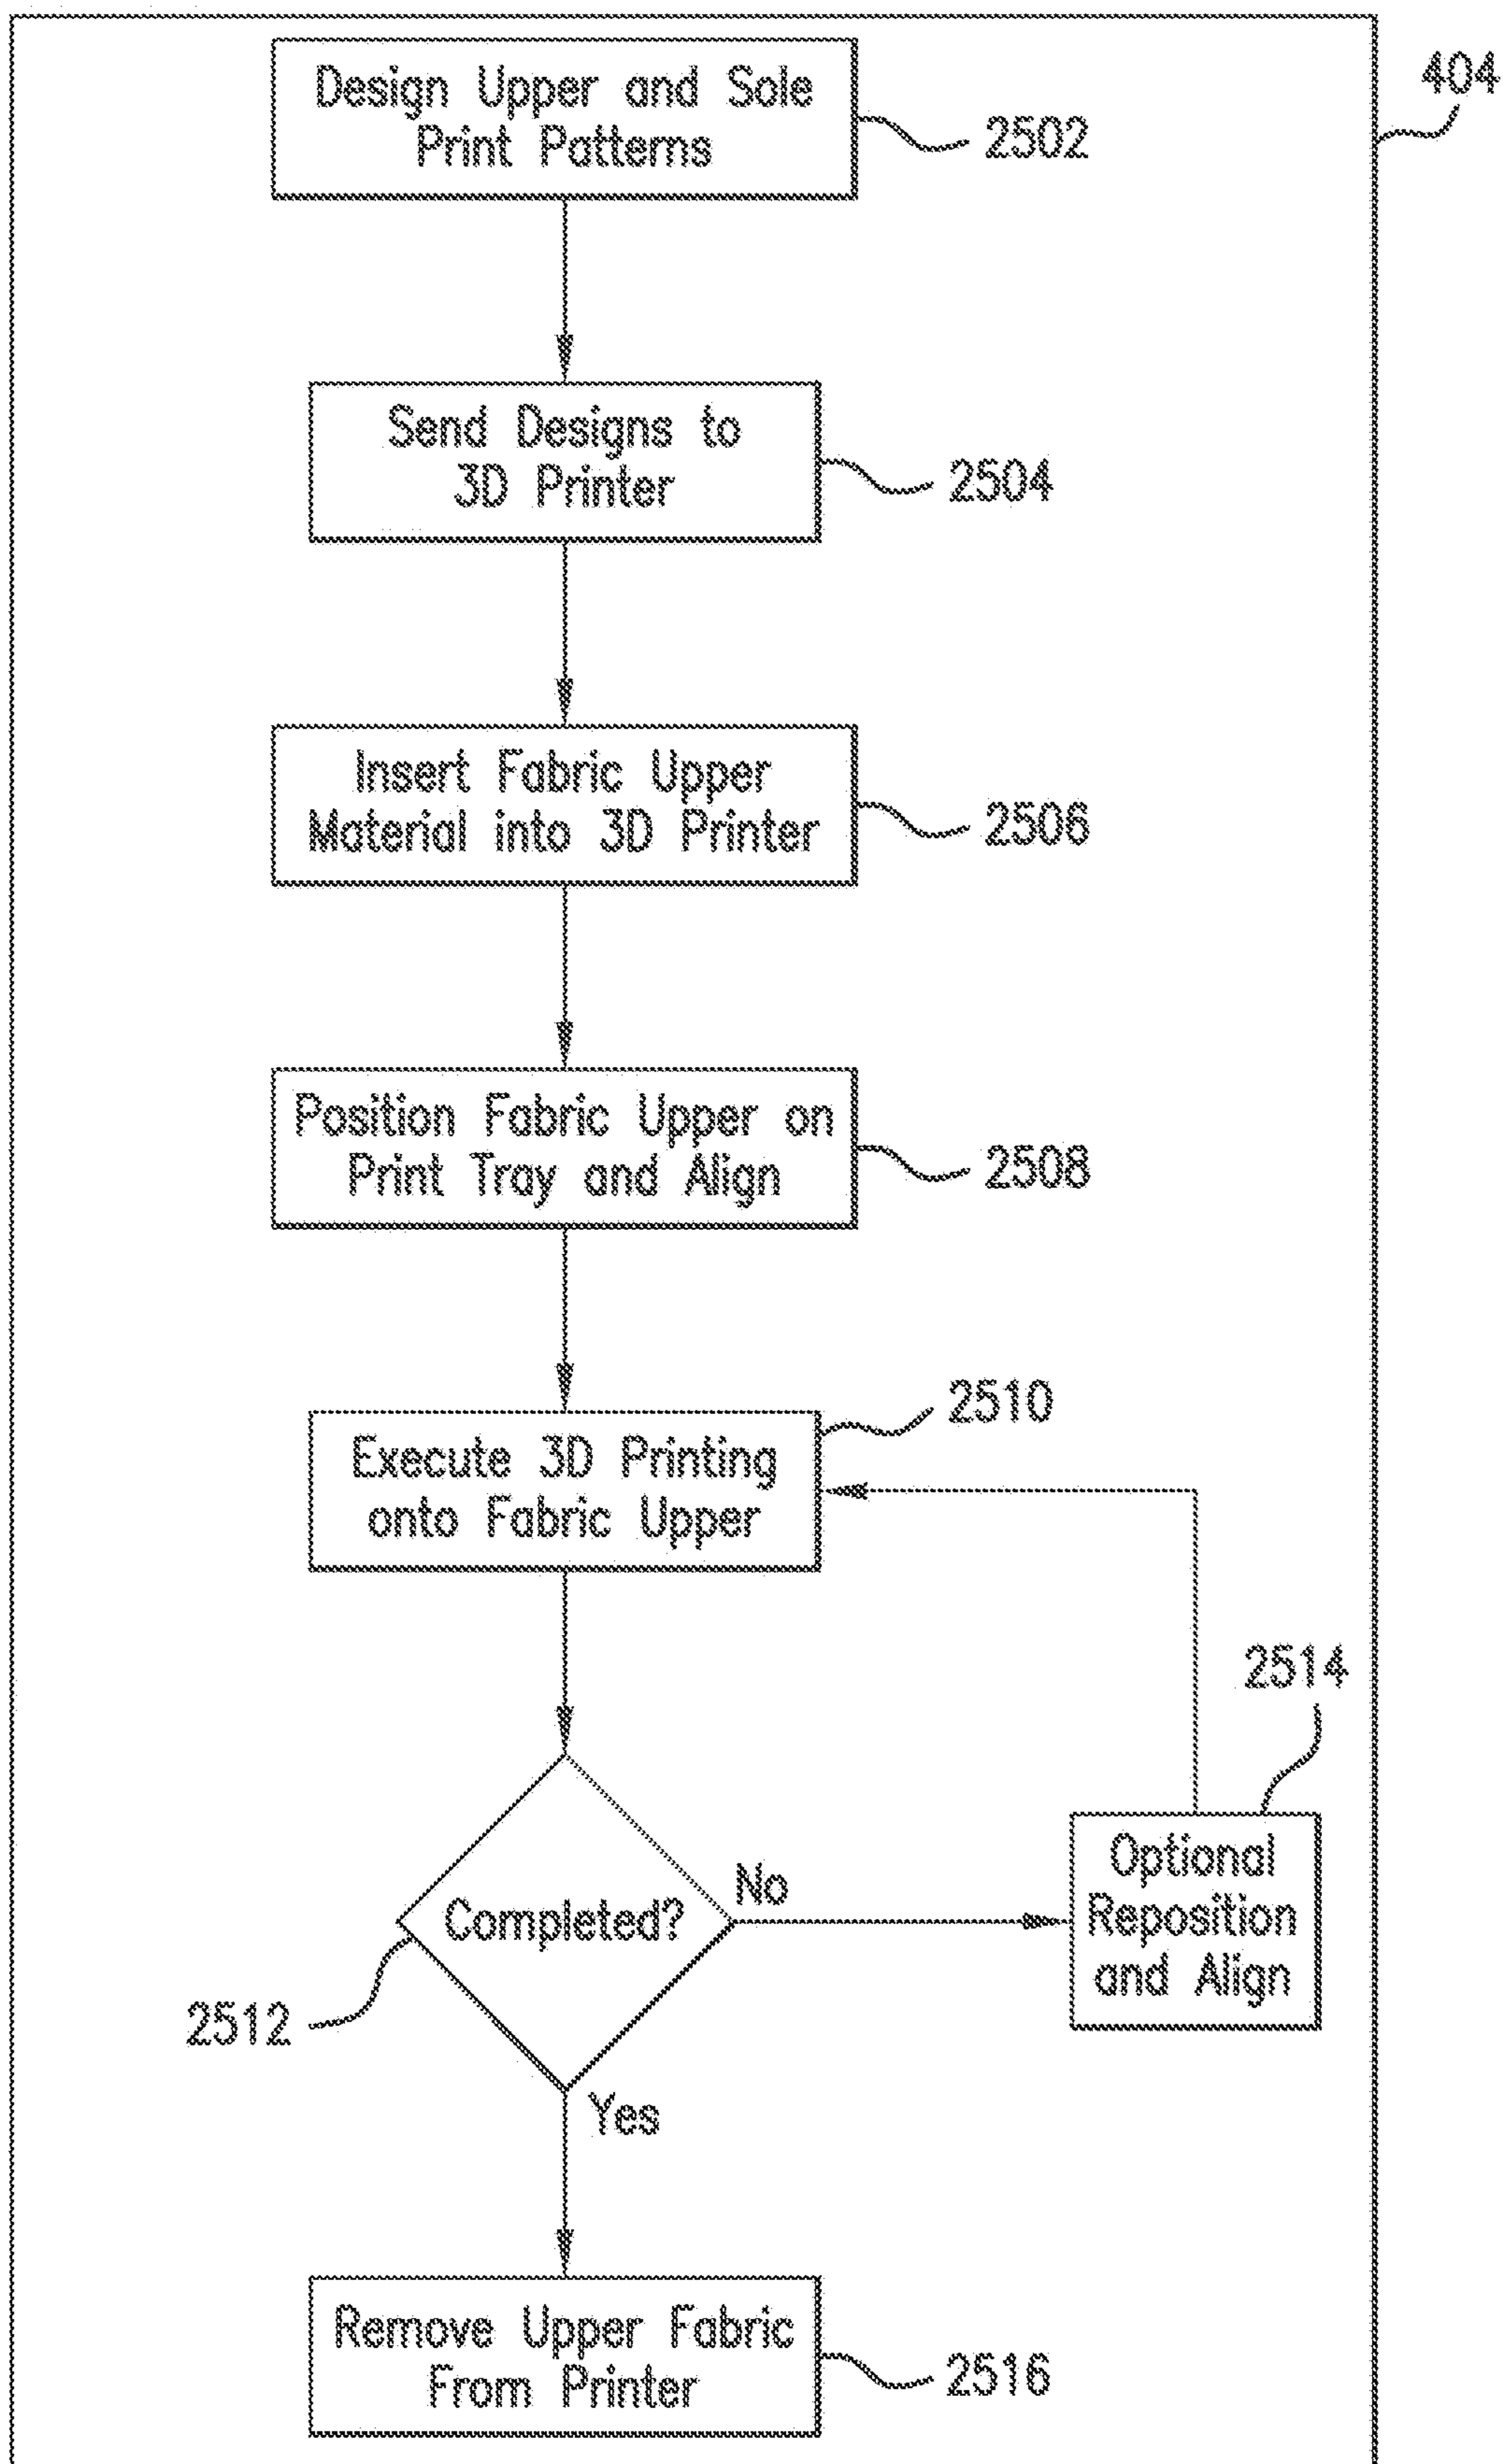 404
Design Upper and Sole
Print Patterns
2502
Send Designs to
3D Printer
2504
Insert Fabric Upper
Material into 3D Printer
2506
Position Fabric Upper on
Print Tray and Align
2508
Execute 3D Printing
onto Fabric Upper
2510
2514
Completed?
No
Optional
Reposition
and Align
2512
Yes
Remove Upper Fabric
From Printer
2516